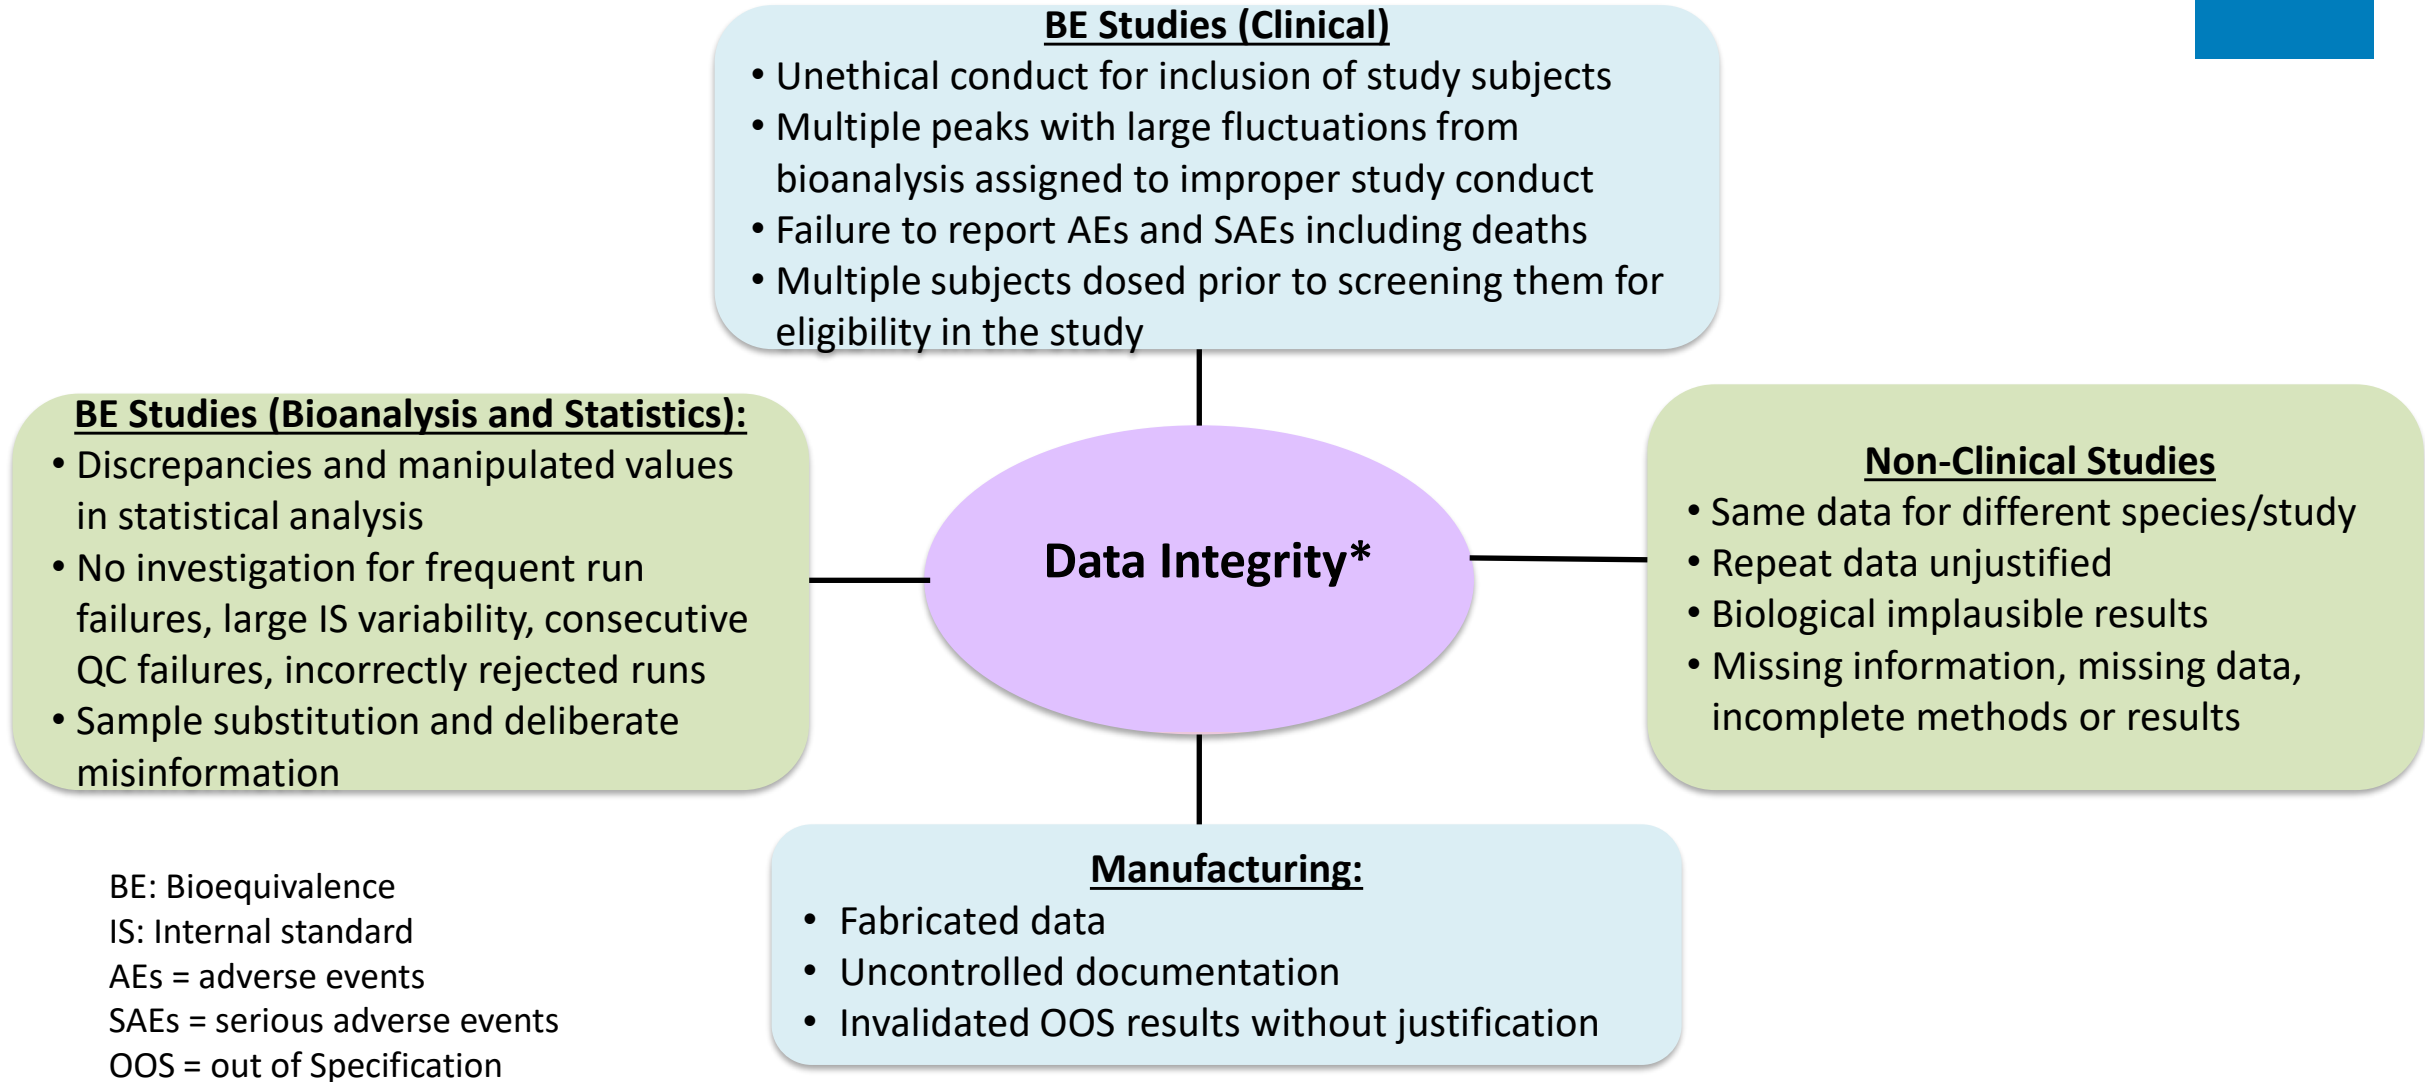 BE Studies (Clinical)
• Unethical conduct for inclusion of study subjects
• Multiple peaks with large fluctuations from
bioanalysis assigned to improper study conduct
• Failure to report AEs and SAEs including deaths
• Multiple subjects dosed prior to screening them for
eligibility in the study
BE Studies (Bioanalysis and Statistics):
• Discrepancies and manipulated values
in statistical analysis
• No investigation for frequent run
failures, large IS variability, consecutive
QC failures, incorrectly rejected runs
• Sample substitution and deliberate
misinformation
Data Integrity*
Non-Clinical Studies
• Same data for different species/study
• Repeat data unjustified
• Biological implausible results
• Missing information, missing data,
incomplete methods or results
Manufacturing:
• Fabricated data
• Uncontrolled documentation
• Invalidated OOS results without justification
BE: Bioequivalence
IS: Internal standard
AEs = adverse events
SAEs = serious adverse events
OOS = out of Specification